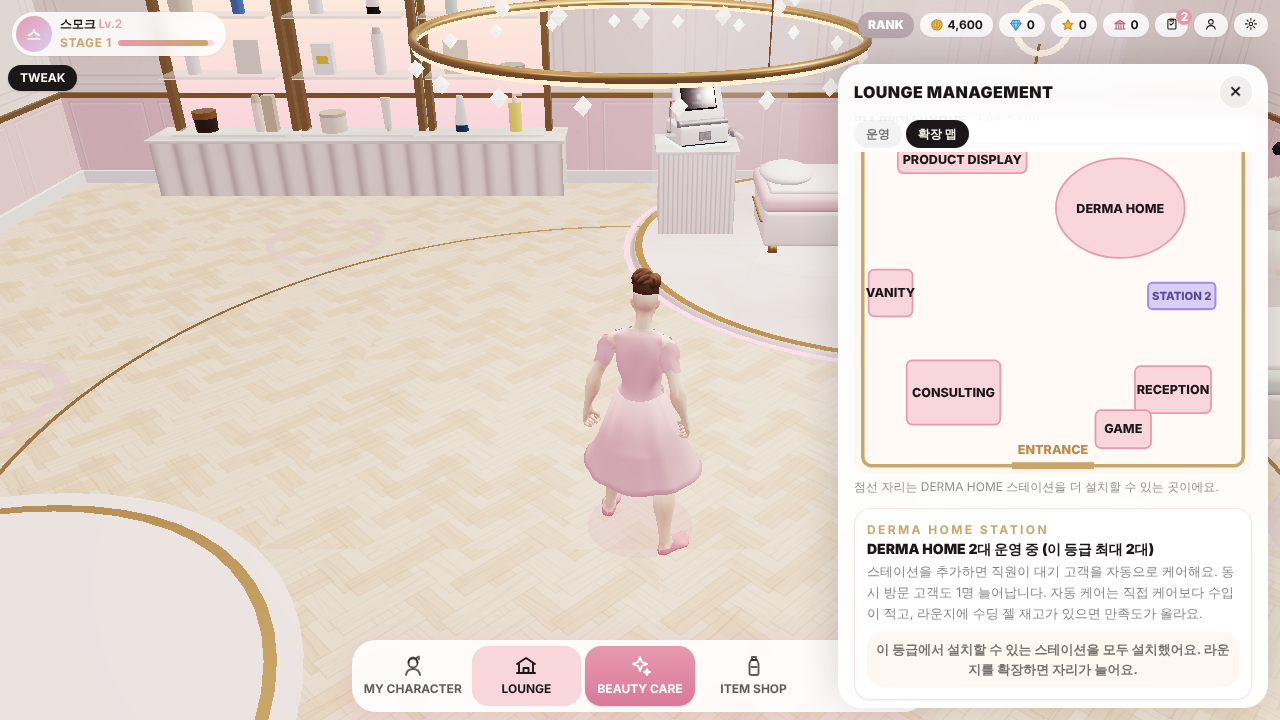 스
스모크 Lv.2
STAGE 1
TWEAK
RANK
4,600
0
0
0
2
LOUNGE MANAGEMENT
운영
확장 맵
PRODUCT DISPLAY
DERMA HOME
VANITY
STATION 2
CONSULTING
RECEPTION
GAME
ENTRANCE
점선 자리는 DERMA HOME 스테이션을 더 설치할 수 있는 곳이에요.
DERMA HOME STATION
DERMA HOME 2대 운영 중 (이 등급 최대 2대)
스테이션을 추가하면 직원이 대기 고객을 자동으로 케어해요. 동
시 방문 고객도 1명 늘어납니다. 자동 케어는 직접 케어보다 수입
이 적고, 라운지에 수딩 젤 재고가 있으면 만족도가 올라요.
이 등급에서 설치할 수 있는 스테이션을 모두 설치했어요. 라운
지를 확장하면 자리가 늘어요.
MY CHARACTER
LOUNGE
BEAUTY CARE
ITEM SHOP